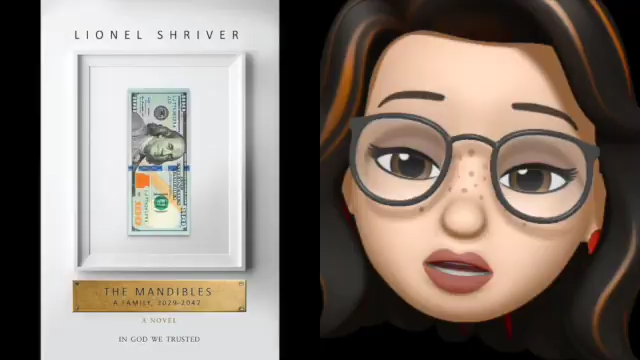 LIONEL SHRIVER
THE MANDIBLES
A FAMILY, 2029-2047
A NOVEL
IN GOD WE TRUSTED